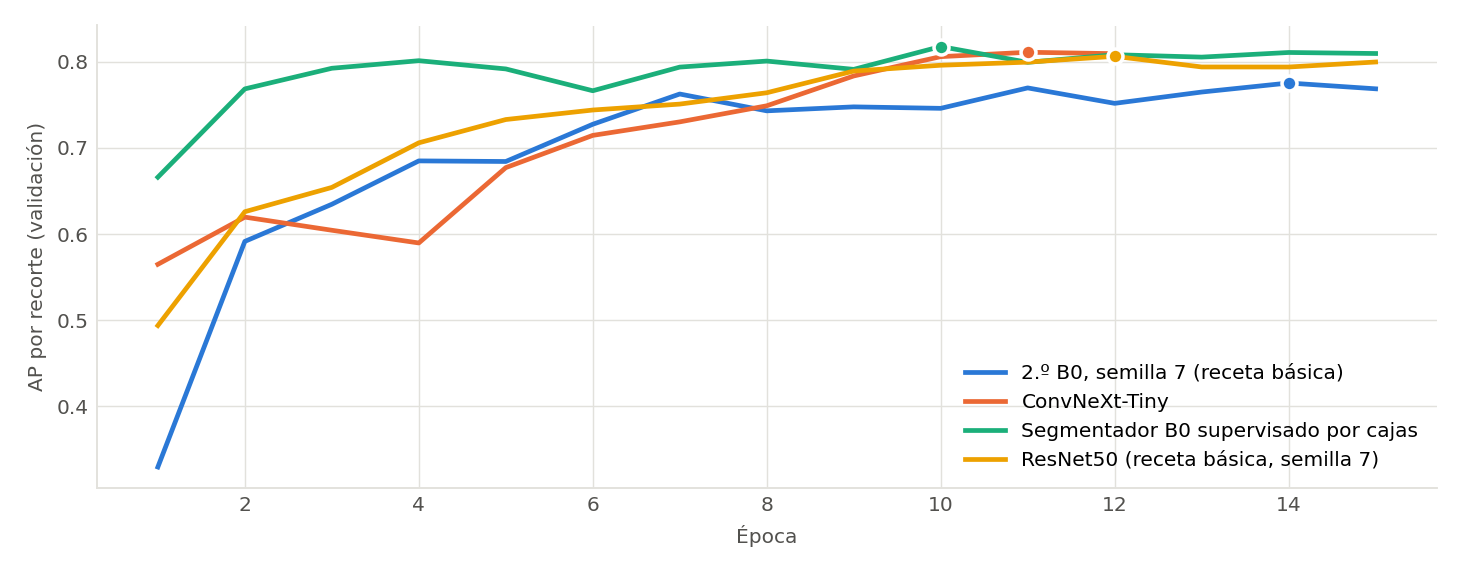 AP por recorte (validación)
0.8
0.7
0.6
0.5
0.4
2 4 6 8 10 12 14
Época
2.º B0, semilla 7 (receta básica)
ConvNeXt-Tiny
Segmentador B0 supervisado por cajas
ResNet50 (receta básica, semilla 7)